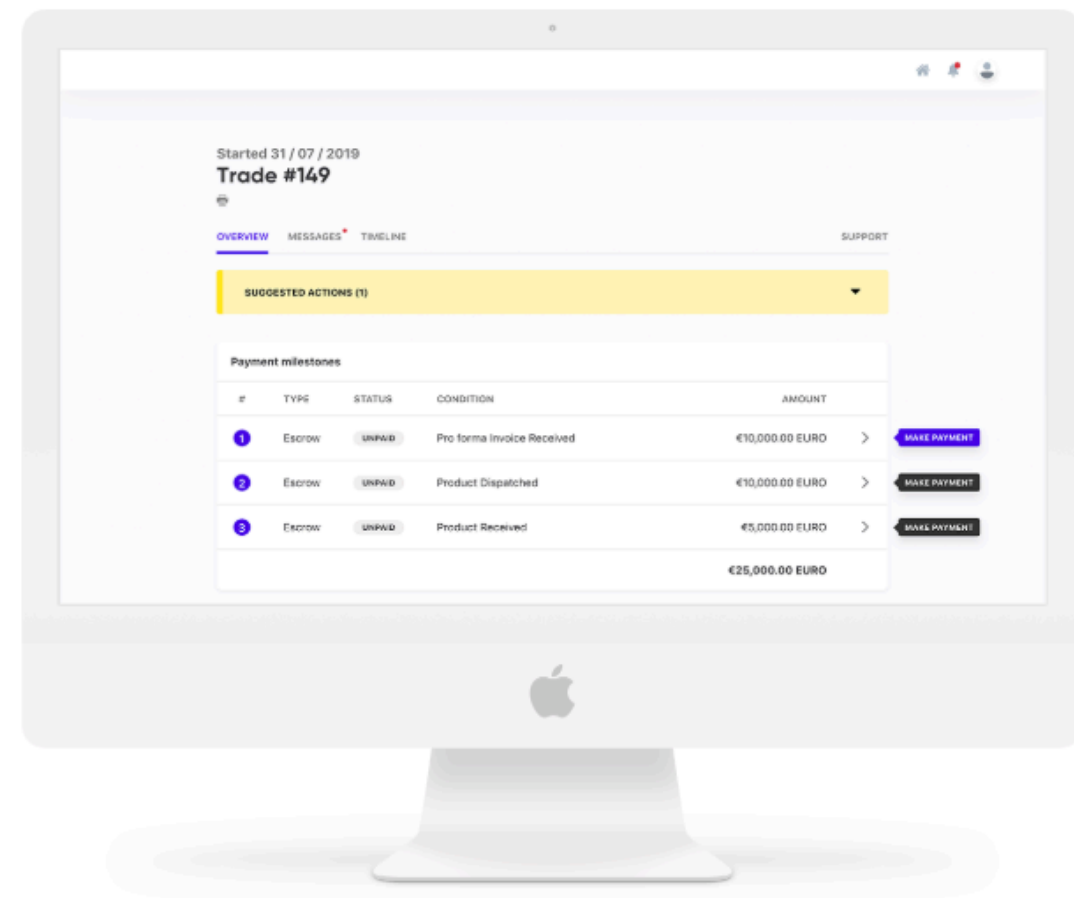 Started 31 / 07 / 2019
Trade #149
OVERVIEW MESSAGES TIMELINE SUPPORT
SUGGESTED ACTIONS (1)
Payment milestones
# TYPE STATUS CONDITION AMOUNT
1 Escrow UNPAID Pro forma Invoice Received €10,000.00 EURO MAKE PAYMENT
2 Escrow UNPAID Product Dispatched €10,000.00 EURO MAKE PAYMENT
3 Escrow UNPAID Product Received €5,000.00 EURO MAKE PAYMENT
€25,000.00 EURO